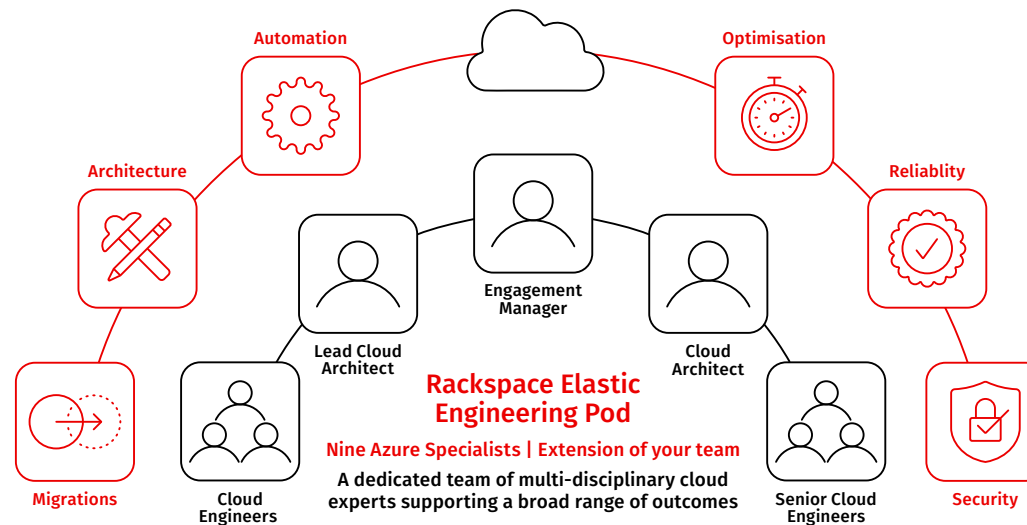 Automation
Optimisation
Architecture
Reliablity
Engagement
Manager
Lead Cloud
Architect
Cloud
Architect
Rackspace Elastic
Engineering Pod
Nine Azure Specialists | Extension of your team
A dedicated team of multi-disciplinary cloud
experts supporting a broad range of outcomes
Migrations
Cloud
Engineers
Senior Cloud
Engineers
Security